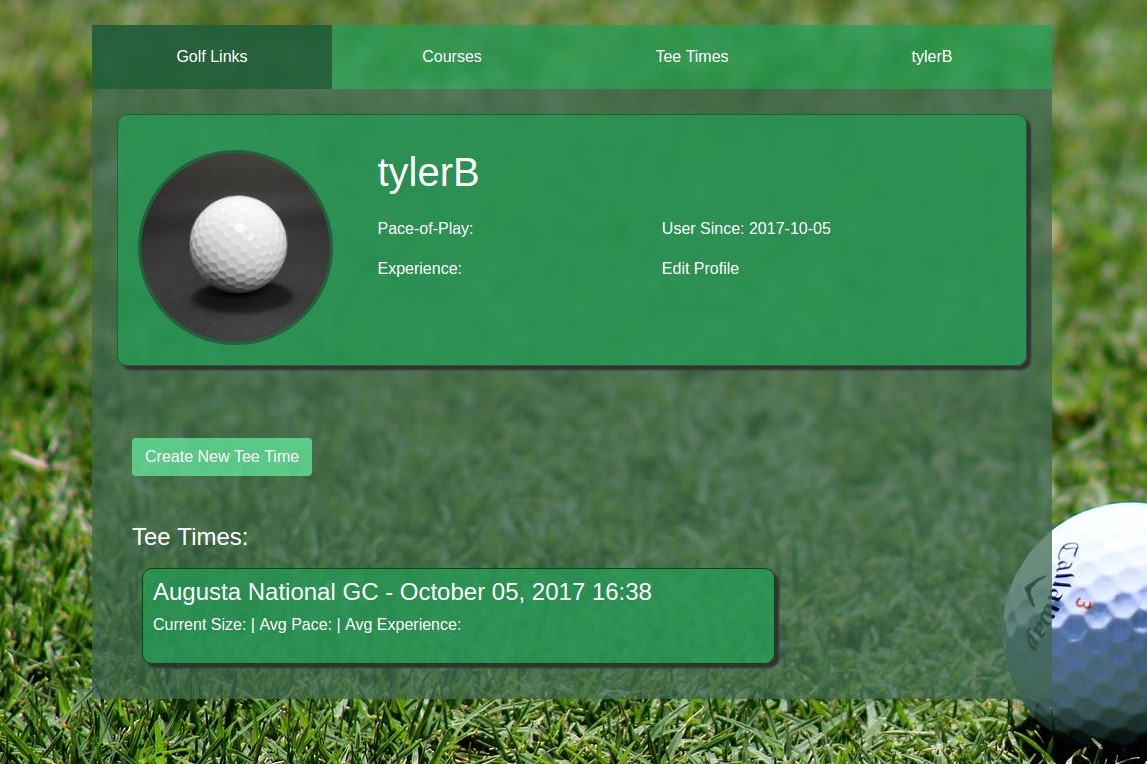 Golf Links
Courses
Tee Times
tylerB
tylerB
Pace-of-Play:
User Since: 2017-10-05
Experience:
Edit Profile
Create New Tee Time
Tee Times:
Augusta National GC - October 05, 2017 16:38
Current Size: | Avg Pace: | Avg Experience:
Callaway
3